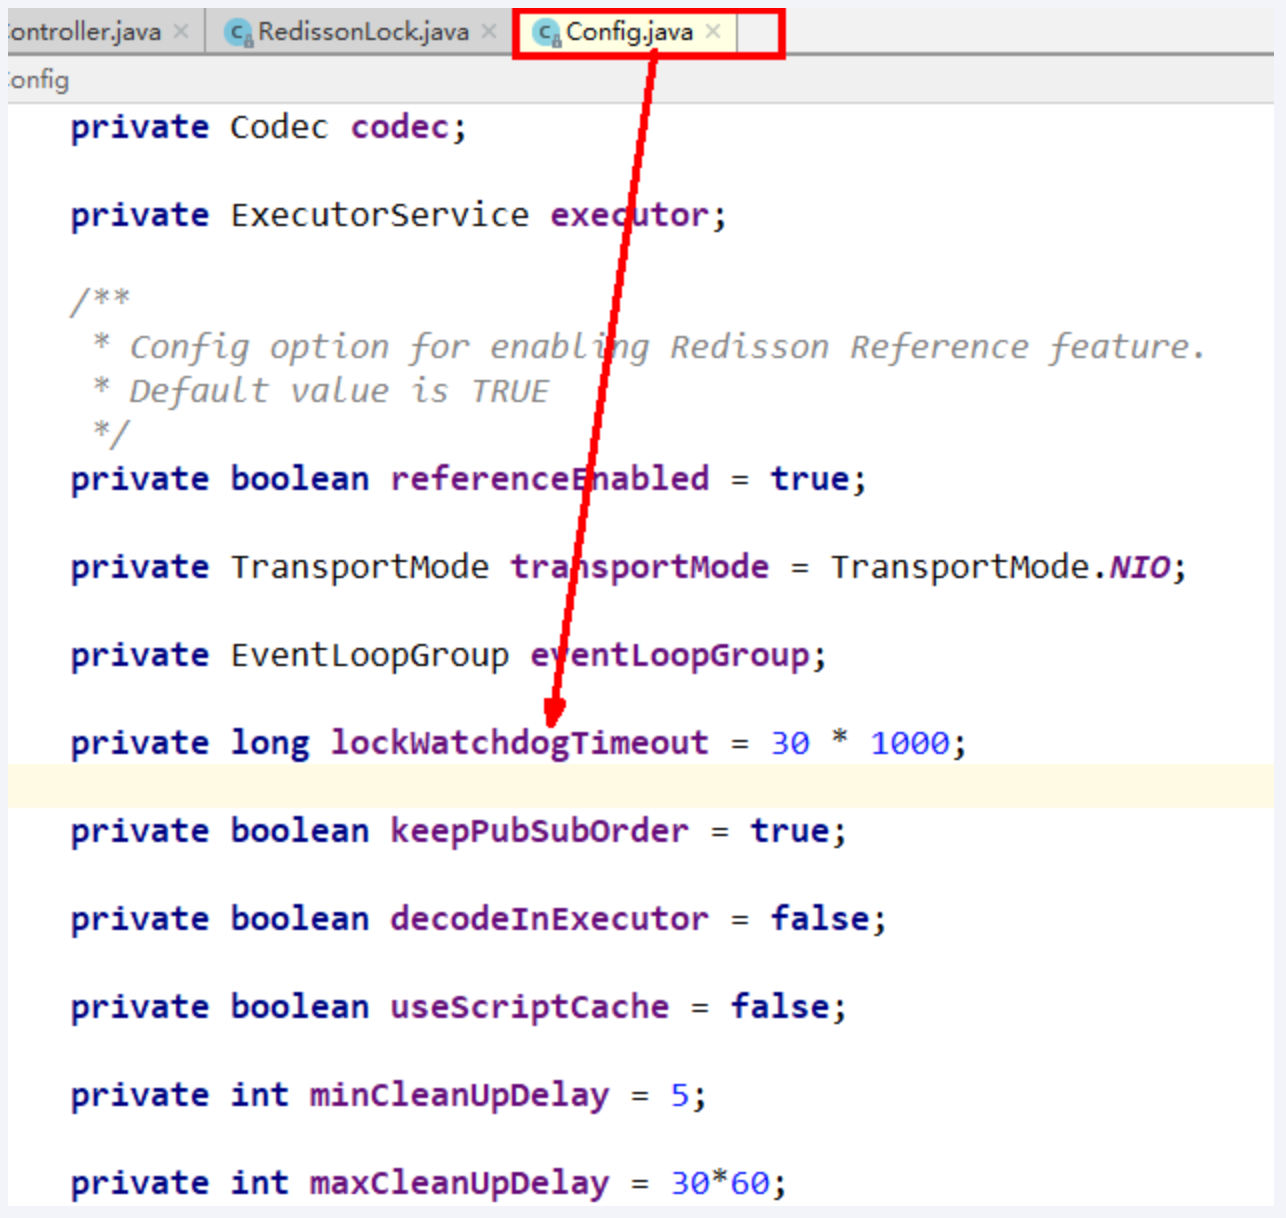 ontroller.java × RedissonLock.java × Config.java ×
onfig
private Codec codec;
private ExecutorService executor;
/**
* Config option for enabling Redisson Reference feature.
* Default value is TRUE
*/
private boolean referenceEnabled = true;
private TransportMode transportMode = TransportMode.NIO;
private EventLoopGroup eventLoopGroup;
private long lockWatchdogTimeout = 30 * 1000;
private boolean keepPubSubOrder = true;
private boolean decodeInExecutor = false;
private boolean useScriptCache = false;
private int minCleanUpDelay = 5;
private int maxCleanUpDelay = 30*60;